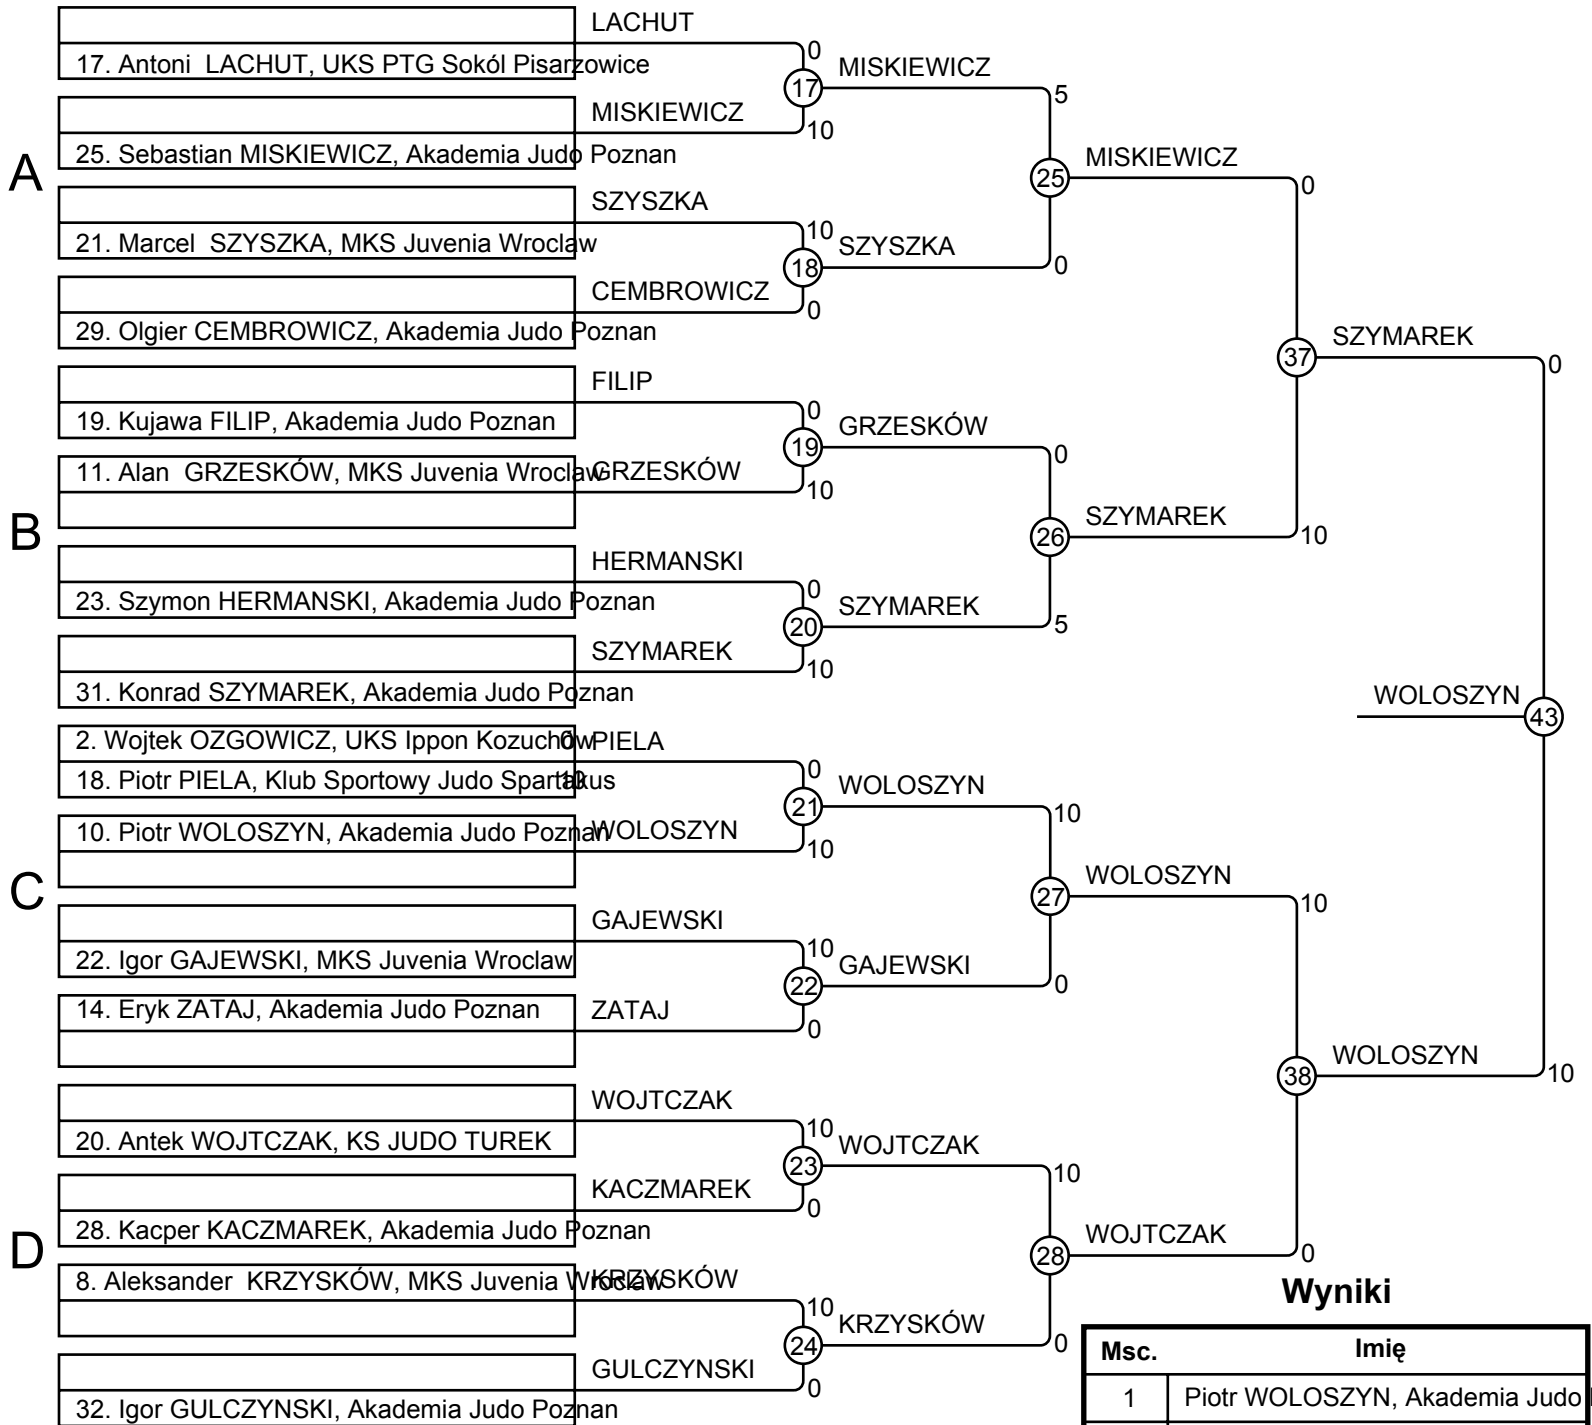 LACHUT
17. Antoni  LACHUT, UKS PTG Sokól Pisarzowice
0
17
MISKIEWICZ
5
MISKIEWICZ
10
25. Sebastian MISKIEWICZ, Akademia Judo Poznan
A
25
MISKIEWICZ
0
SZYSZKA
21. Marcel  SZYSZKA, MKS Juvenia Wroclaw
10
18
SZYSZKA
0
CEMBROWICZ
0
29. Olgier CEMBROWICZ, Akademia Judo Poznan
37
SZYMAREK
0
FILIP
19. Kujawa FILIP, Akademia Judo Poznan
0
19
GRZESKÓW
0
11. Alan  GRZESKÓW, MKS Juvenia Wroclaw
GRZESKÓW
10
B
26
SZYMAREK
10
HERMANSKI
23. Szymon HERMANSKI, Akademia Judo Poznan
0
20
SZYMAREK
5
SZYMAREK
10
31. Konrad SZYMAREK, Akademia Judo Poznan
WOLOSZYN
43
2. Wojtek OZGOWICZ, UKS Ippon Kozuchów
0
PIELA
18. Piotr PIELA, Klub Sportowy Judo Spartakus
10
0
21
WOLOSZYN
10
10. Piotr WOLOSZYN, Akademia Judo Poznan
WOLOSZYN
10
C
27
WOLOSZYN
10
GAJEWSKI
22. Igor GAJEWSKI, MKS Juvenia Wroclaw
10
22
GAJEWSKI
0
14. Eryk ZATAJ, Akademia Judo Poznan
ZATAJ
0
38
WOLOSZYN
10
WOJTCZAK
20. Antek WOJTCZAK, KS JUDO TUREK
10
23
WOJTCZAK
10
KACZMAREK
0
28. Kacper KACZMAREK, Akademia Judo Poznan
D
28
WOJTCZAK
0
8. Aleksander  KRZYSKÓW, MKS Juvenia Wroclaw
KRZYSKÓW
10
24
KRZYSKÓW
0
GULCZYNSKI
0
32. Igor GULCZYNSKI, Akademia Judo Poznan
Wyniki
Msc. Imię
1 Piotr WOLOSZYN, Akademia Judo